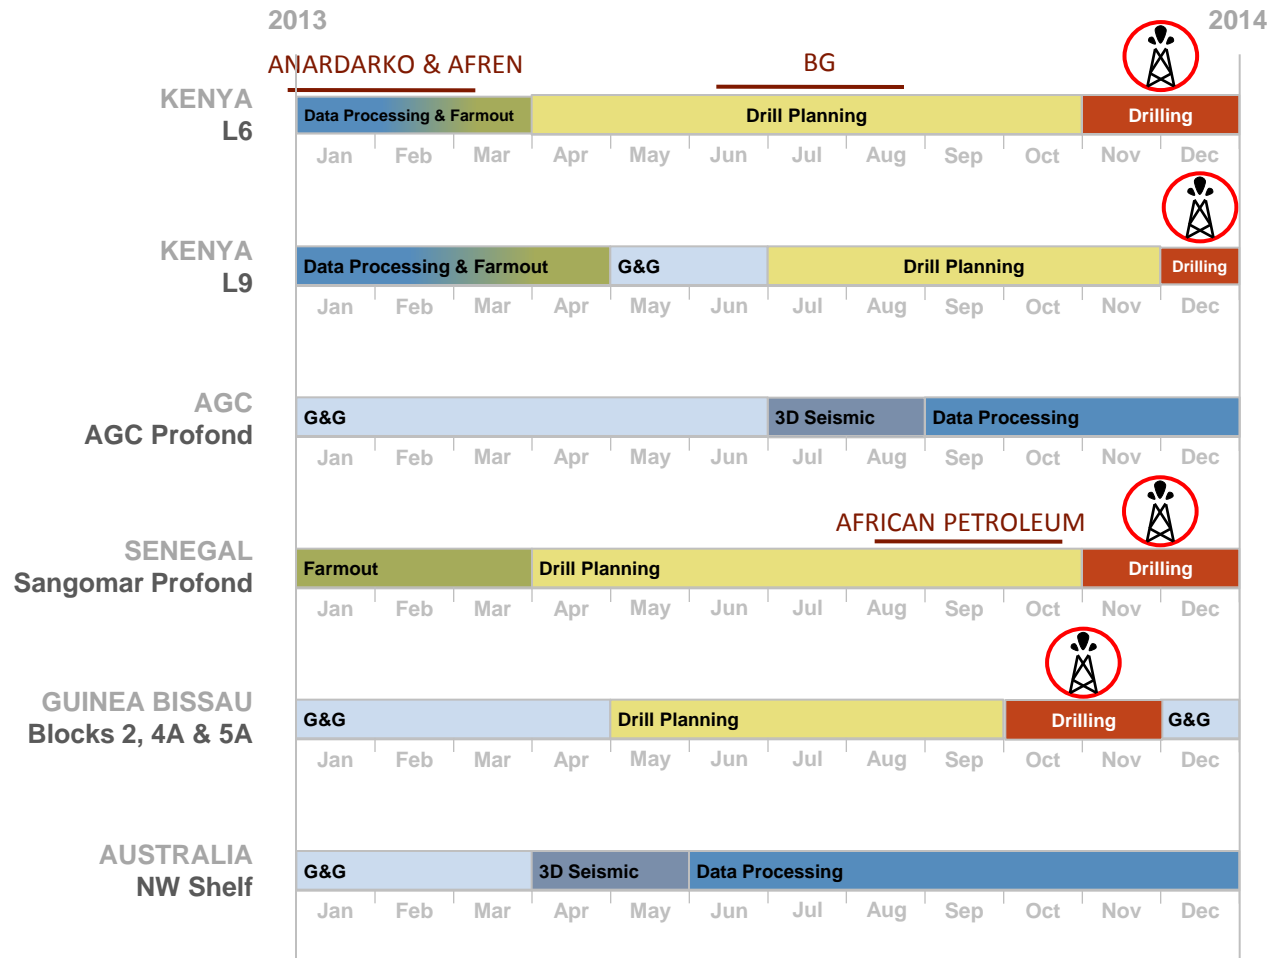 2013 2014
ANARDARKO & AFREN BG
KENYA
L6
Data Processing & Farmout Drill Planning Drilling
Jan Feb Mar Apr May Jun Jul Aug Sep Oct Nov Dec
KENYA
L9
Data Processing & Farmout G&G Drill Planning Drilling
Jan Feb Mar Apr May Jun Jul Aug Sep Oct Nov Dec
AGC
AGC Profond
G&G 3D Seismic Data Processing
Jan Feb Mar Apr May Jun Jul Aug Sep Oct Nov Dec
AFRICAN PETROLEUM
SENEGAL
Sangomar Profond
Farmout Drill Planning Drilling
Jan Feb Mar Apr May Jun Jul Aug Sep Oct Nov Dec
GUINEA BISSAU
Blocks 2, 4A & 5A
G&G Drill Planning Drilling G&G
Jan Feb Mar Apr May Jun Jul Aug Sep Oct Nov Dec
AUSTRALIA
NW Shelf
G&G 3D Seismic Data Processing
Jan Feb Mar Apr May Jun Jul Aug Sep Oct Nov Dec